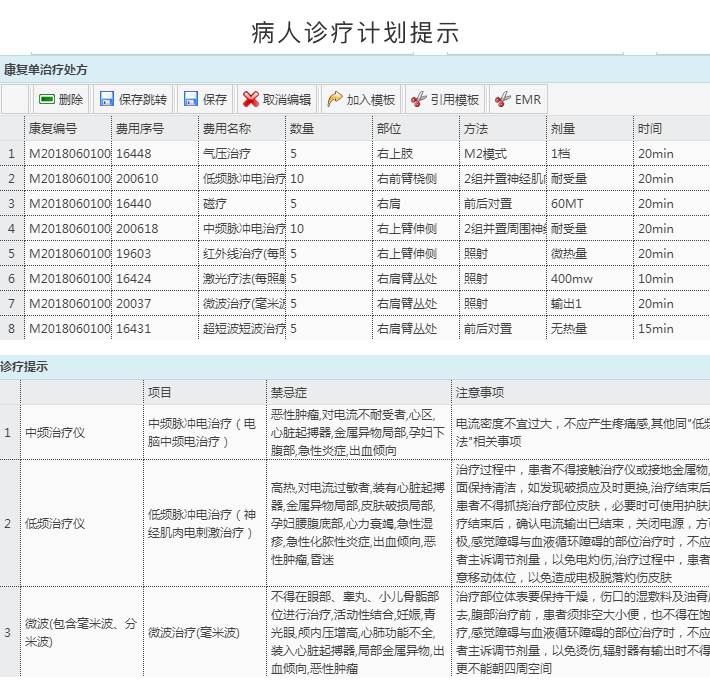 病人诊疗计划提示
康复单治疗处方
删除 保存跳转 保存 取消编辑 加入模板 引用模板 EMR
康复编号 费用序号 费用名称 数量 部位 方法 剂量 时间
1 M2018060100 16448 气压治疗 5 右上肢 M2模式 1档 20min
2 M2018060100 200610 低频脉冲电治疗 10 右前臂桡侧 2组并置神经肌 耐受量 20min
3 M2018060100 16440 磁疗 5 右肩 前后对置 60MT 20min
4 M2018060100 200618 中频脉冲电治疗 10 右上臂伸侧 2组并置周围神 耐受量 20min
5 M2018060100 19603 红外线治疗(每照 5 右上臂伸侧 照射 微热量 20min
6 M2018060100 16424 激光疗法(每照射 5 右肩臂丛处 照射 400mw 10min
7 M2018060100 20037 微波治疗(毫米波 5 右肩臂丛处 照射 输出1 20min
8 M2018060100 16431 超短波短波治疗 5 右肩臂丛处 前后对置 无热量 15min
诊疗提示
项目 禁忌症 注意事项
1 中频治疗仪
中频脉冲电治疗（电
脑中频电治疗）
恶性肿瘤,对电流不耐受者,心区,
心脏起搏器,金属异物局部,孕妇下
腹部,急性炎症,出血倾向
电流密度不宜过大，不应产生疼痛感,其他同"低频
法"相关事项
2 低频治疗仪
低频脉冲电治疗（神
经肌肉电刺激治疗）
高热,对电流过敏者,装有心脏起搏
器,金属异物局部,皮肤破损局部,
孕妇腰腹底部,心力衰竭,急性湿
疹,急性化脓性炎症,出血倾向,恶
性肿瘤,昏迷
治疗过程中，患者不得接触治疗仪或接地金属物,
面保持清洁，如发现破损应及时更换,治疗结束后
患者不得抓挠治疗部位皮肤，必要时可使用护肤
疗结束后，确认电流输出已结束，关闭电源，方
极,感觉障碍与血液循环障碍的部位治疗时，不应
者主诉调节剂量，以免电灼伤,治疗过程中，患者
意移动体位，以免造成电极脱落灼伤皮肤
3 微波(包含毫米波、分
米波)
微波治疗(毫米波)
不得在眼部、睾丸、小儿骨骺部
位进行治疗,活动性结合,妊娠,青
光眼,颅内压增高,心肺功能不全,
装入心脏起搏器,局部金属异物,出
血倾向,恶性肿瘤
治疗部位体表要保持干燥，伤口的湿敷料及油膏
去,腹部治疗前，患者须排空大小便，也不得在饱
疗,感觉障碍与血液循环障碍的部位治疗时，不应
者主诉调节剂量，以免烫伤,辐射器有输出时不得
更不能朝四周空间